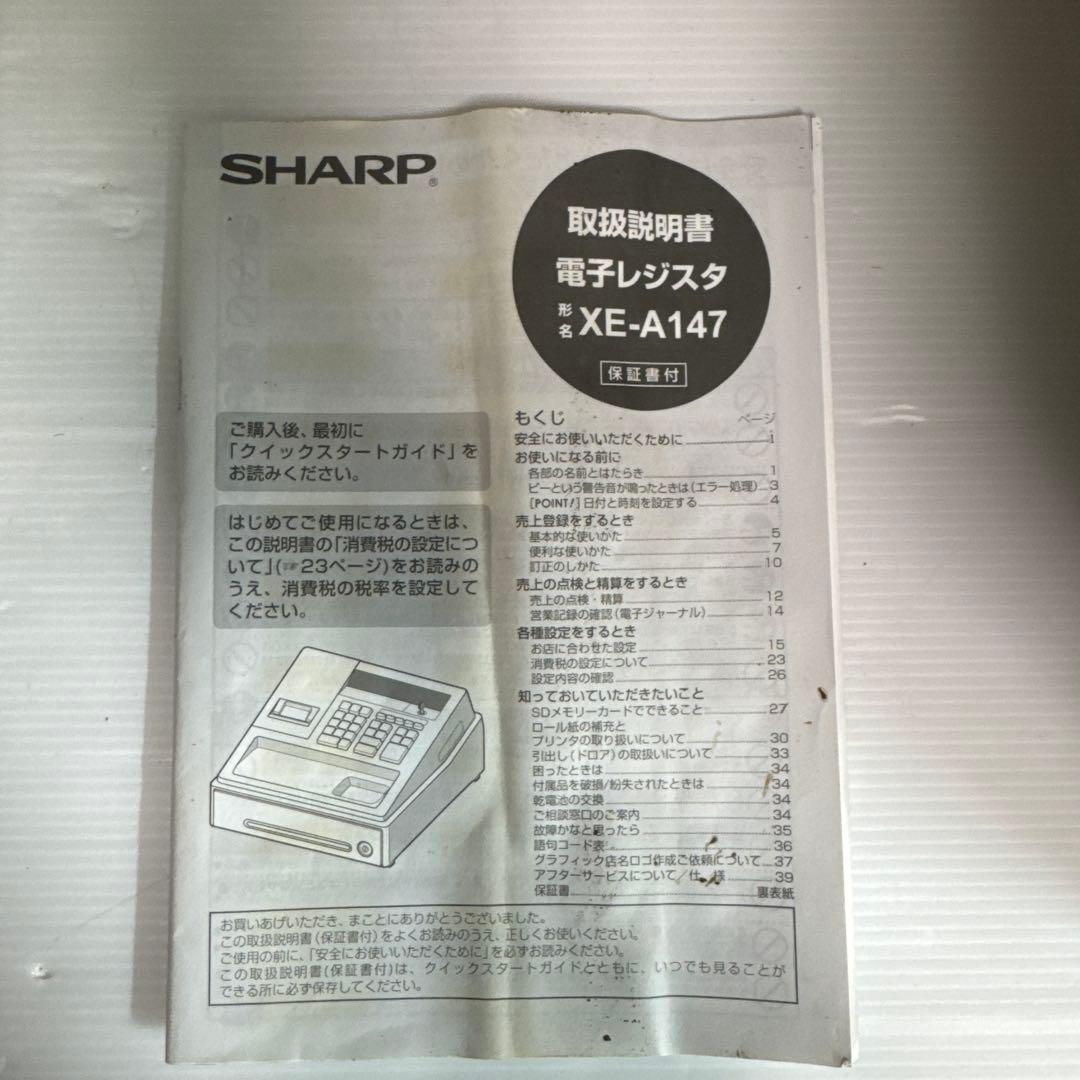 SHARP®
取扱説明書
電子レジスタ
形名 XE-A147
保証書付
ご購入後、最初に
「クイックスタートガイド」を
お読みください。
はじめてご使用になるときは、
この説明書の「消費税の設定につ
いて」(☞23ページ)をお読みの
うえ、消費税の税率を設定して
ください。
もくじ ページ
安全にお使いいただくために i
お使いになる前に
各部の名前とはたらき 1
ピーという警告音が鳴ったときは(エラー処理) 3
[POINT!]日付と時刻を設定する 4
売上登録をするとき
基本的な使いかた 5
便利な使いかた 7
訂正のしかた 10
売上の点検と精算をするとき
売上の点検・精算 12
営業記録の確認(電子ジャーナル) 14
各種設定をするとき
お店に合わせた設定 15
消費税の設定について 23
設定内容の確認 26
知っておいていただきたいこと
SDメモリーカードでできること 27
ロール紙の補充と
プリンタの取り扱いについて 30
引出し(ドロア)の取扱いについて 33
困ったときは 34
付属品を破損/紛失されたときは 34
乾電池の交換 34
ご相談窓口のご案内 34
故障かなと思ったら 35
語句コード表 36
グラフィック店名ロゴ作成ご依頼について 37
アフターサービスについて/仕様 39
保証書 裏表紙
お買いあげいただき、まことにありがとうございました。
この取扱説明書(保証書付)をよくお読みのうえ、正しくお使いください。
ご使用の前に、「安全にお使いいただくために」を必ずお読みください。
この取扱説明書(保証書付)は、クイックスタートガイドとともに、いつでも見ることが
できる所に必ず保存してください。